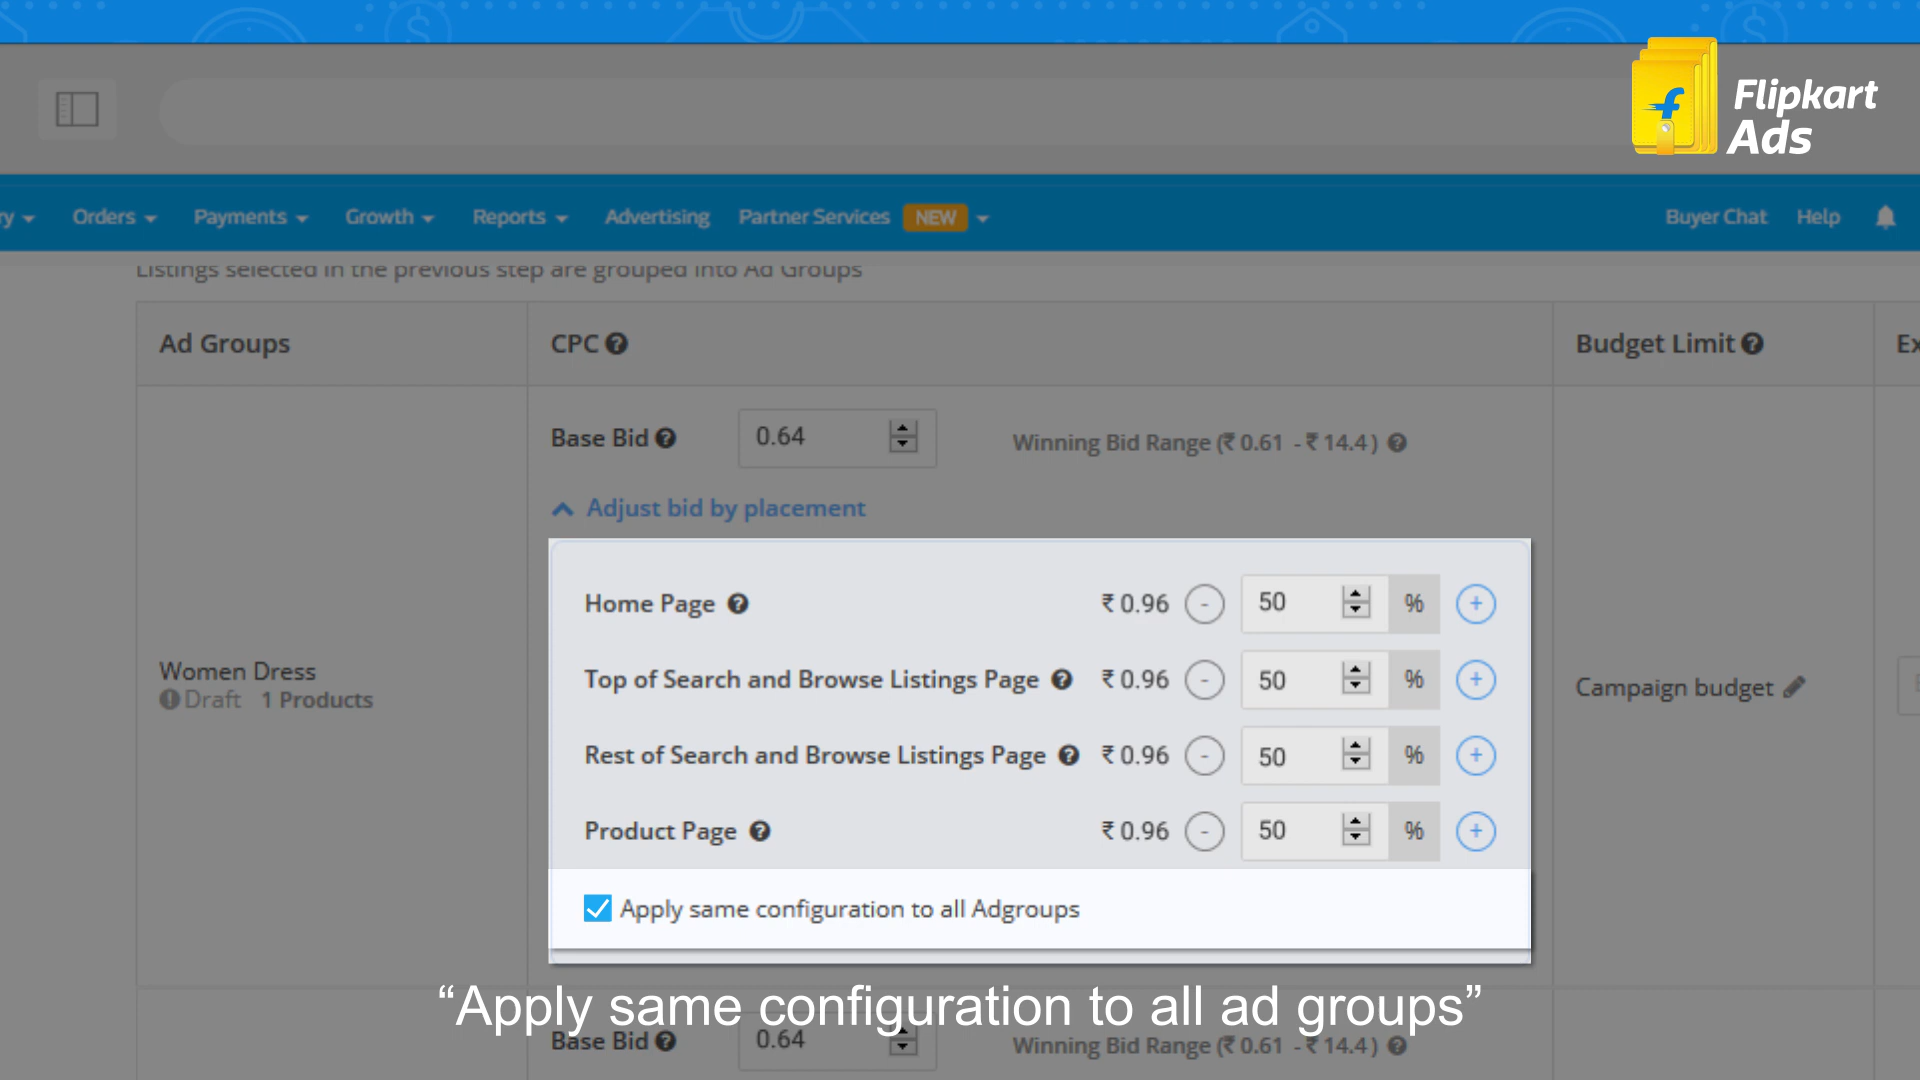 Flipkart
Ads
ry Orders Payments Growth Reports Advertising Partner Services NEW Buyer Chat Help
Listings selected in the previous step are grouped into Ad Groups
Ad Groups CPC Budget Limit Ex
Base Bid 0.64 Winning Bid Range (₹ 0.61 - ₹ 14.4)
Adjust bid by placement
Home Page ₹ 0.96 - 50 % +
Top of Search and Browse Listings Page ₹ 0.96 - 50 % +
Women Dress
Draft 1 Products
Campaign budget
Rest of Search and Browse Listings Page ₹ 0.96 - 50 % +
Product Page ₹ 0.96 - 50 % +
Apply same configuration to all Adgroups
“Apply same configuration to all ad groups”
Base Bid 0.64 Winning Bid Range (₹ 0.61 - ₹ 14.4)